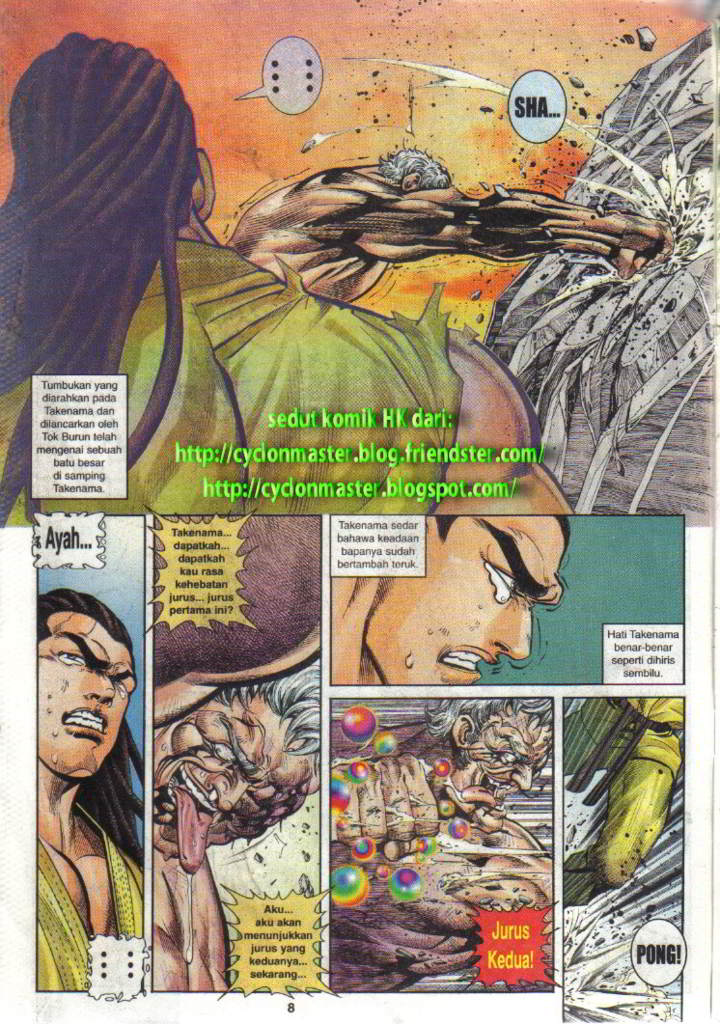 SHA...
Tumbukan yang
diarahkan pada
Takenama dan
dilancarkan oleh
Tok Burun telah
mengenai sebuah
batu besar
di samping
Takenama.
sedut komik HK dari:
http://cyclonmaster.blog.friendster.com/
http://cyclonmaster.blogspot.com/
Ayah...
Takenama...
dapatkah...
dapatkah
kau rasa
kehebatan
jurus... jurus
pertama ini?
Aku...
aku akan
menunjukkan
jurus yang
keduanya...
sekarang...
Takenama sedar
bahawa keadaan
bapanya sudah
bertambah teruk.
Hati Takenama
benar-benar
seperti dihiris
sembilu.
Jurus
Kedua!
PONG!
8